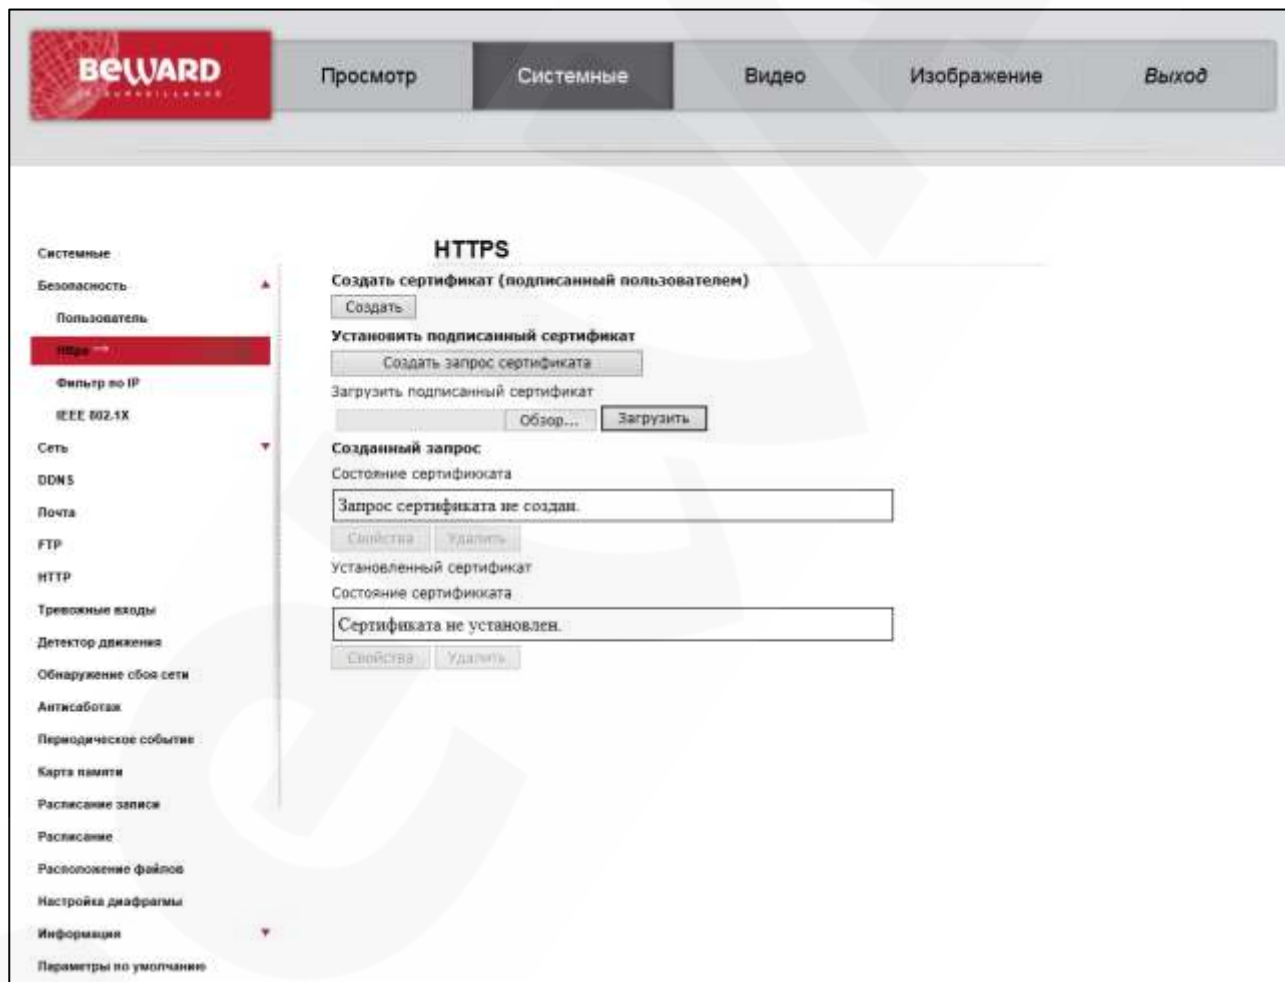 BEWARD
Просмотр
Системные
Видео
Изображение
Выход
Системные
Безопасность
Пользователь
Https →
Фильтр по IP
IEEE 802.1X
Сеть
DDNS
Почта
FTP
HTTP
Тревожные входы
Детектор движения
Обнаружение сбоя сети
Антисаботаж
Периодическое событие
Карта памяти
Расписание записи
Расписание
Расположение файлов
Настройка диафрагмы
Информация
Параметры по умолчанию
HTTPS
Создать сертификат (подписанный пользователем)
Создать
Установить подписанный сертификат
Создать запрос сертификата
Загрузить подписанный сертификат
Обзор... Загрузить
Созданный запрос
Состояние сертификката
Запрос сертификата не создан.
Свойства Удалить
Установленный сертификат
Состояние сертификката
Сертификата не установлен.
Свойства Удалить